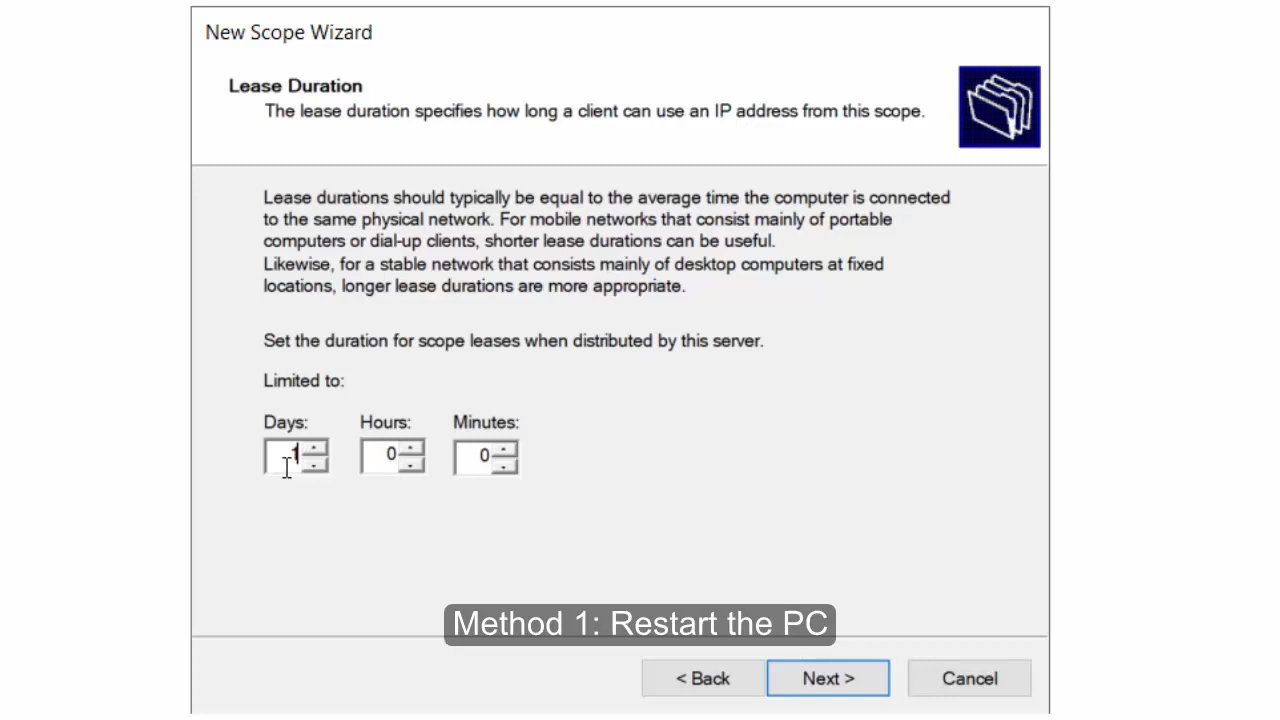 New Scope Wizard
Lease Duration
The lease duration specifies how long a client can use an IP address from this scope.
Lease durations should typically be equal to the average time the computer is connected
to the same physical network. For mobile networks that consist mainly of portable
computers or dial-up clients, shorter lease durations can be useful.
Likewise, for a stable network that consists mainly of desktop computers at fixed
locations, longer lease durations are more appropriate.
Set the duration for scope leases when distributed by this server.
Limited to:
Days: Hours: Minutes:
1 0 0
Method 1: Restart the PC
< Back Next > Cancel